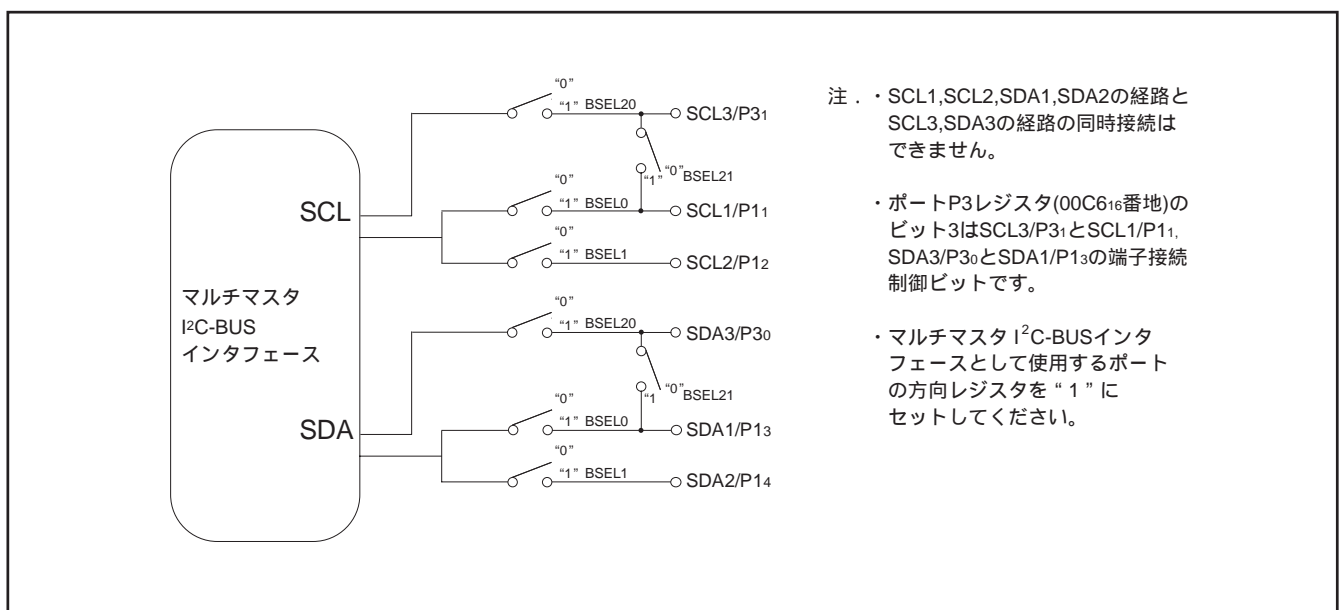 “0”
“1” BSEL20
SCL3/P31
“0”
“1”
BSEL21
“0”
SCL
“1” BSEL0
SCL1/P11
“0”
“1” BSEL1
SCL2/P12
マルチマスタ
I2C-BUS
インタフェース
“0”
“1” BSEL20
SDA3/P30
“0”
“1
BSEL21
“0”
SDA
“1” BSEL0
SDA1/P13
“0”
“1” BSEL1
SDA2/P14
注．・SCL1,SCL2,SDA1,SDA2の経路と
SCL3,SDA3の経路の同時接続は
できません。
・ポートP3レジスタ(00C616番地)の
ビット3はSCL3/P31とSCL1/P11,
SDA3/P30とSDA1/P13の端子接続
制御ビットです。
・マルチマスタ I2C-BUSインタ
フェースとして使用するポート
の方向レジスタを“ 1 ”に
セットしてください。